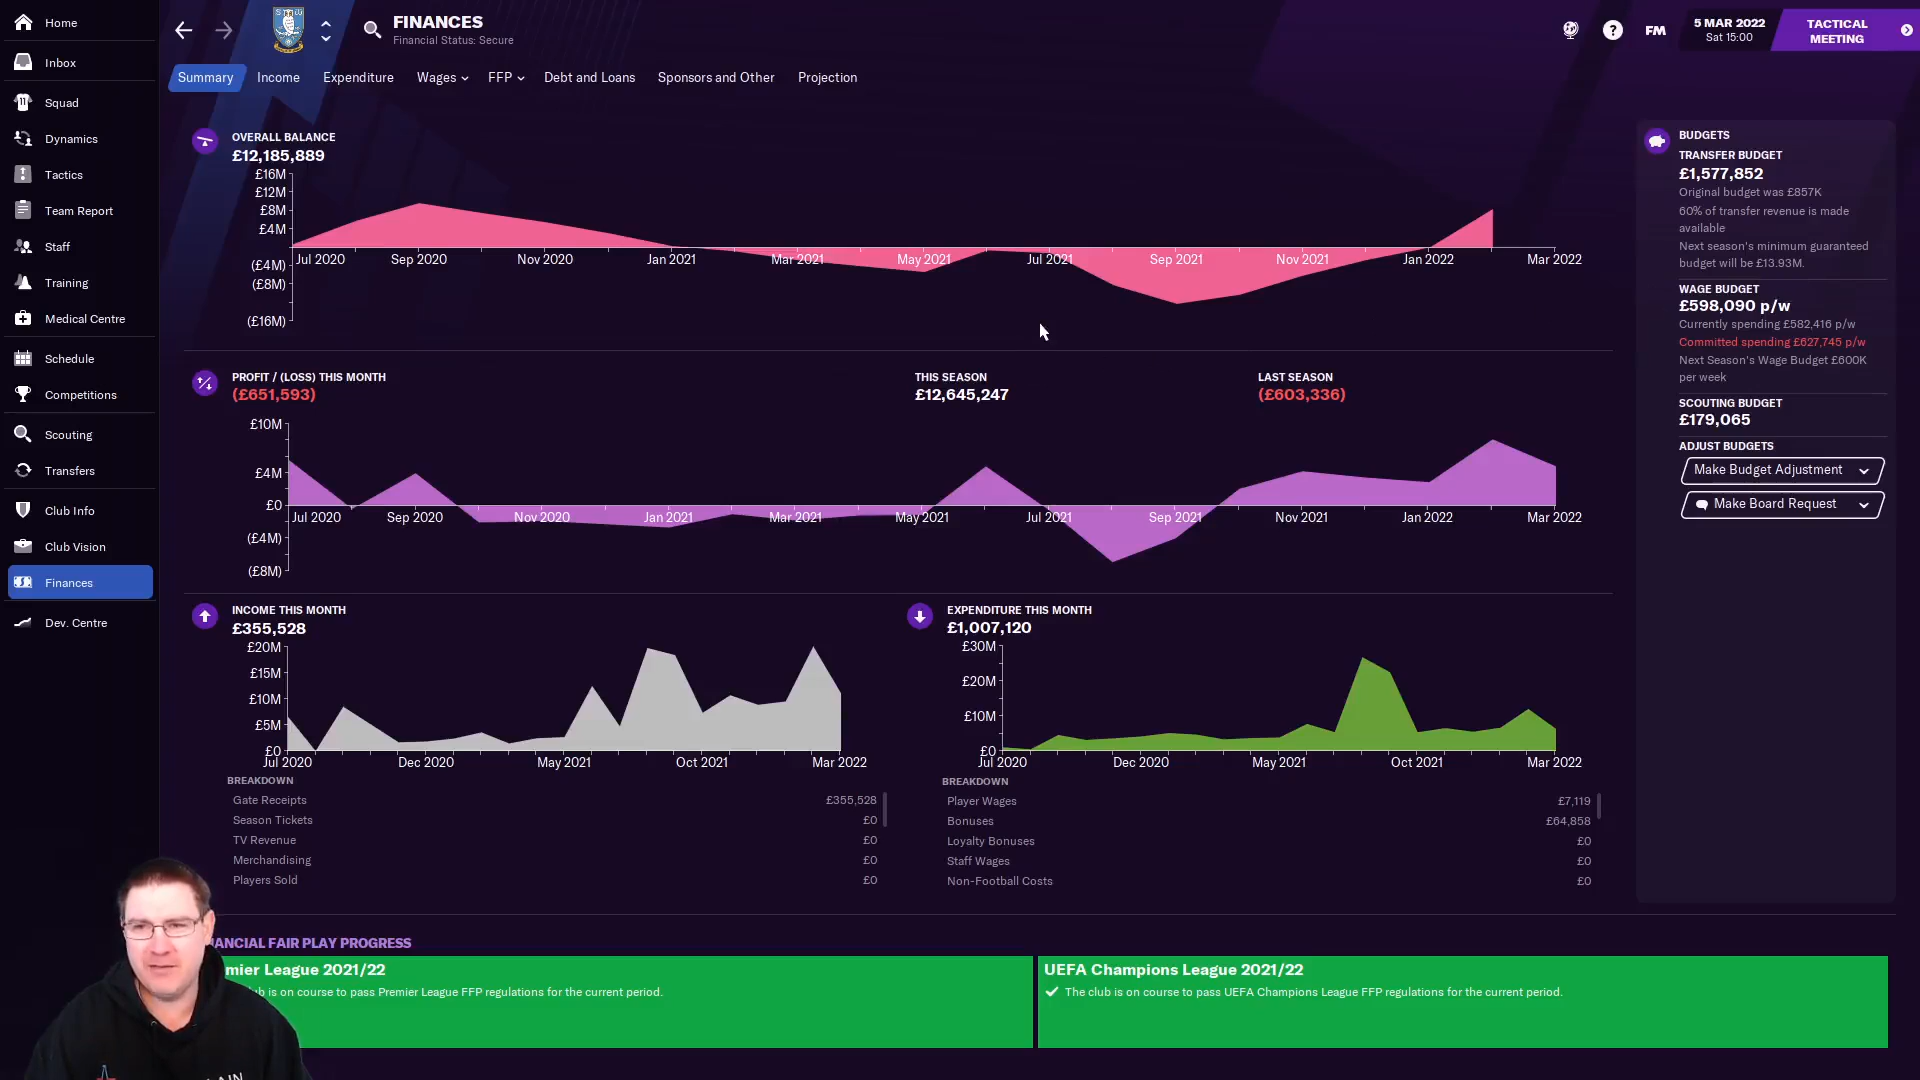 Home
Inbox
Squad
Dynamics
Tactics
Team Report
Staff
Training
Medical Centre
Schedule
Competitions
Scouting
Transfers
Club Info
Club Vision
Finances
Dev. Centre
FINANCES
Financial Status: Secure
FM
5 MAR 2022
Sat 15:00
TACTICAL
MEETING
Summary
Income
Expenditure
Wages
FFP
Debt and Loans
Sponsors and Other
Projection
OVERALL BALANCE
£12,185,889
£16M
£12M
£8M
£4M
(£4M)
(£8M)
(£16M)
Jul 2020 Sep 2020 Nov 2020 Jan 2021 Mar 2021 May 2021 Jul 2021 Sep 2021 Nov 2021 Jan 2022 Mar 2022
PROFIT / (LOSS) THIS MONTH
(£651,593)
THIS SEASON
£12,645,247
LAST SEASON
(£603,336)
£10M
£4M
£0
(£4M)
(£8M)
Jul 2020 Sep 2020 Nov 2020 Jan 2021 Mar 2021 May 2021 Jul 2021 Sep 2021 Nov 2021 Jan 2022 Mar 2022
INCOME THIS MONTH
£355,528
£20M
£15M
£10M
£5M
£0
Jul 2020 Dec 2020 May 2021 Oct 2021 Mar 2022
BREAKDOWN
Gate Receipts £355,528
Season Tickets £0
TV Revenue £0
Merchandising £0
Players Sold £0
EXPENDITURE THIS MONTH
£1,007,120
£30M
£20M
£10M
£0
Jul 2020 Dec 2020 May 2021 Oct 2021 Mar 2022
BREAKDOWN
Player Wages £7,119
Bonuses £64,858
Loyalty Bonuses £0
Staff Wages £0
Non-Football Costs £0
BUDGETS
TRANSFER BUDGET
£1,577,852
Original budget was £857K
60% of transfer revenue is made
available
Next season's minimum guaranteed
budget will be £13.93M.
WAGE BUDGET
£598,090 p/w
Currently spending £582,416 p/w
Committed spending £627,745 p/w
Next Season's Wage Budget £600K
per week
SCOUTING BUDGET
£179,065
ADJUST BUDGETS
Make Budget Adjustment
Make Board Request
ANCIAL FAIR PLAY PROGRESS
mier League 2021/22
b is on course to pass Premier League FFP regulations for the current period.
UEFA Champions League 2021/22
The club is on course to pass UEFA Champions League FFP regulations for the current period.